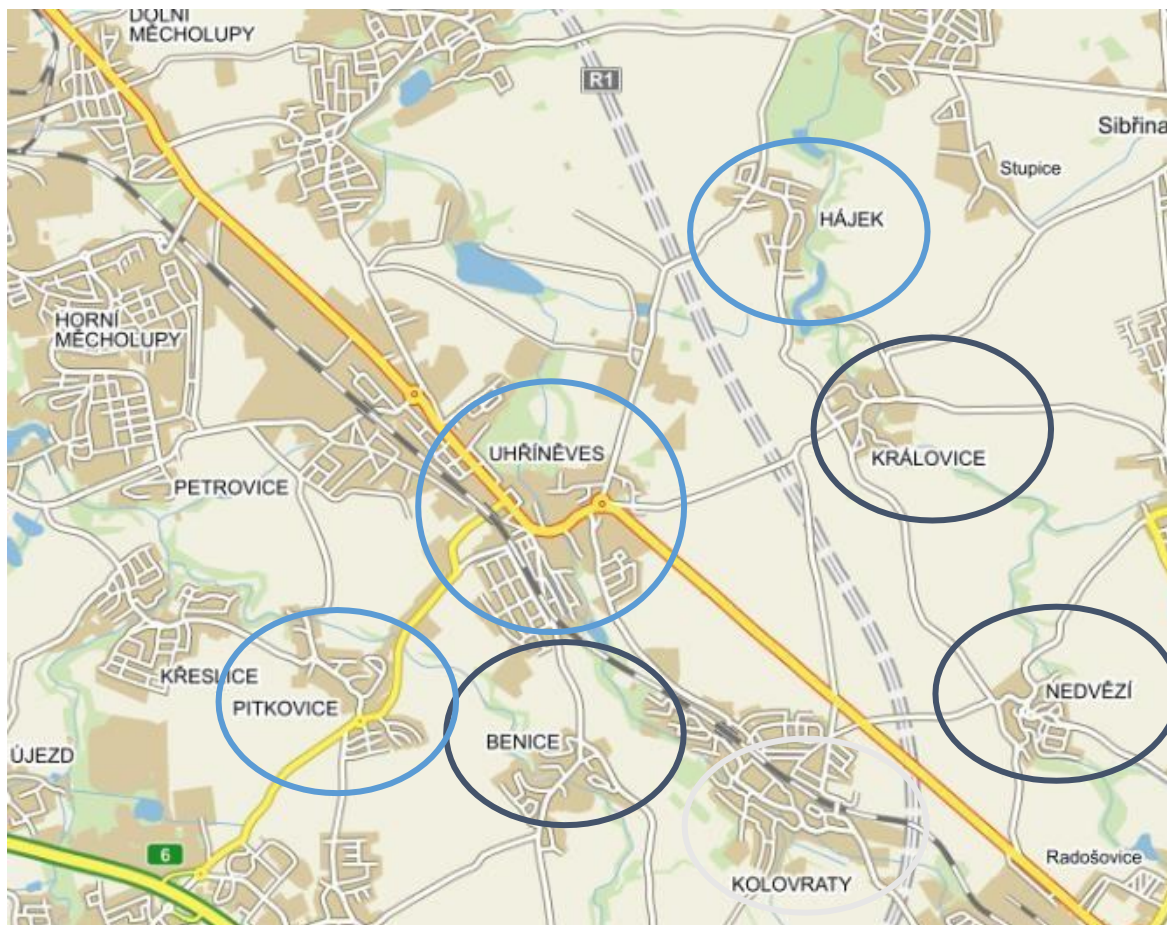 DOLNÍ
MĚCHOLUPY
R1
Sibřina
Stupice
HÁJEK
HORNÍ
MĚCHOLUPY
UHŘÍNĚVES
KRÁLOVICE
PETROVICE
KŘESLICE
NEDVĚZÍ
PITKOVICE
BENICE
ÚJEZD
6
Radošovice
KOLOVRATY